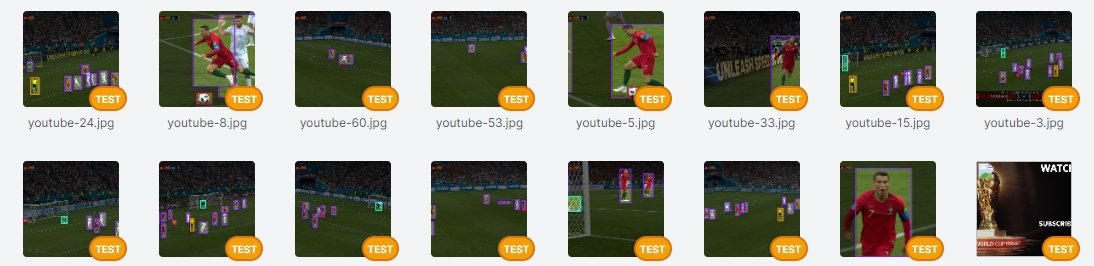 UNLEASH SPEED
WORLD CUP RUSSIA
TEST
TEST
TEST
TEST
TEST
TEST
TEST
TEST
youtube-24.jpg
youtube-8.jpg
youtube-60.jpg
youtube-53.jpg
youtube-5.jpg
youtube-33.jpg
youtube-15.jpg
youtube-3.jpg
WATC
SUBSCRIB
TEST
TEST
TEST
TEST
TEST
TEST
TEST
TEST